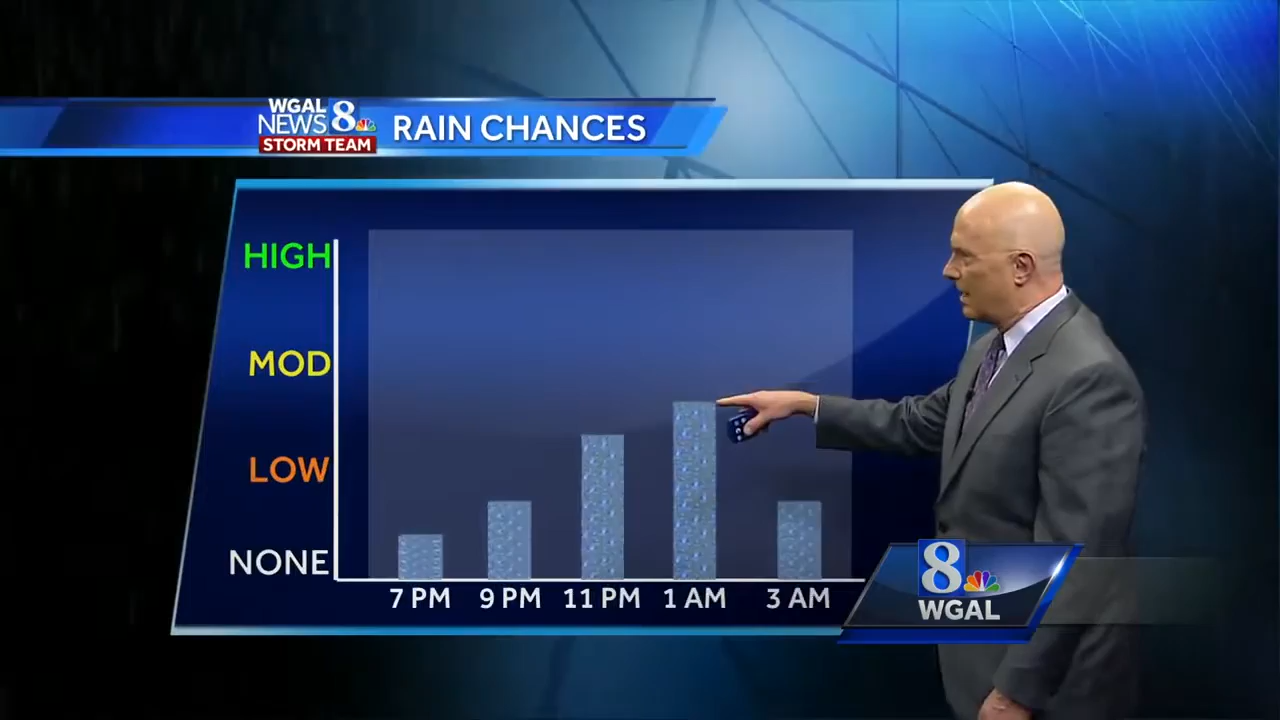 WGAL
NEWS 8
STORM TEAM
RAIN CHANCES
HIGH
MOD
LOW
NONE
7 PM 9 PM 11 PM 1 AM 3 AM
8
WGAL